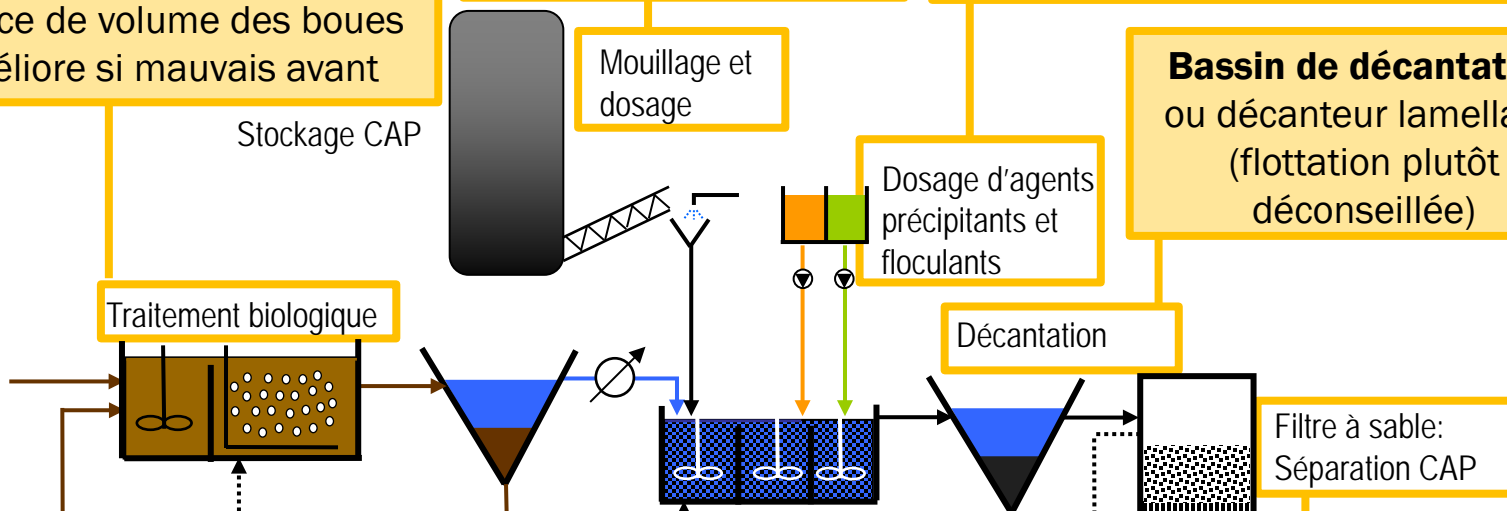 ce de volume des boues
éliore si mauvais avant
Stockage CAP
Mouillage et
dosage
Dosage d'agents
précipitants et
floculants
Bassin de décantat
ou décanteur lamella
(flottation plutôt
déconseillée)
Traitement biologique
Décantation
Filtre à sable:
Séparation CAP